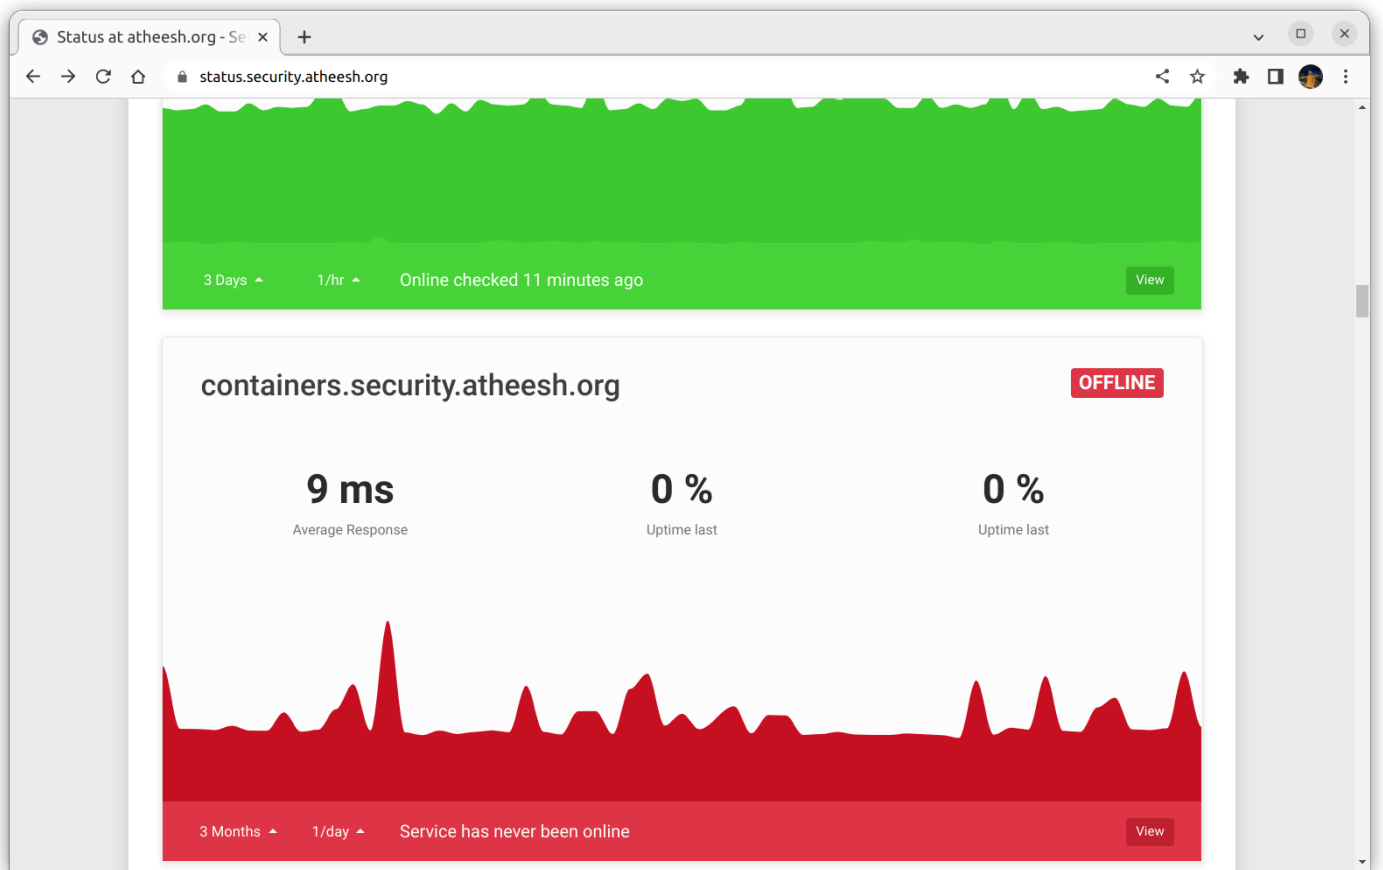 Status at atheesh.org - Se
status.security.atheesh.org
3 Days 1/hr Online checked 11 minutes ago View
containers.security.atheesh.org OFFLINE
9 ms 0 % 0 %
Average Response Uptime last Uptime last
3 Months 1/day Service has never been online View